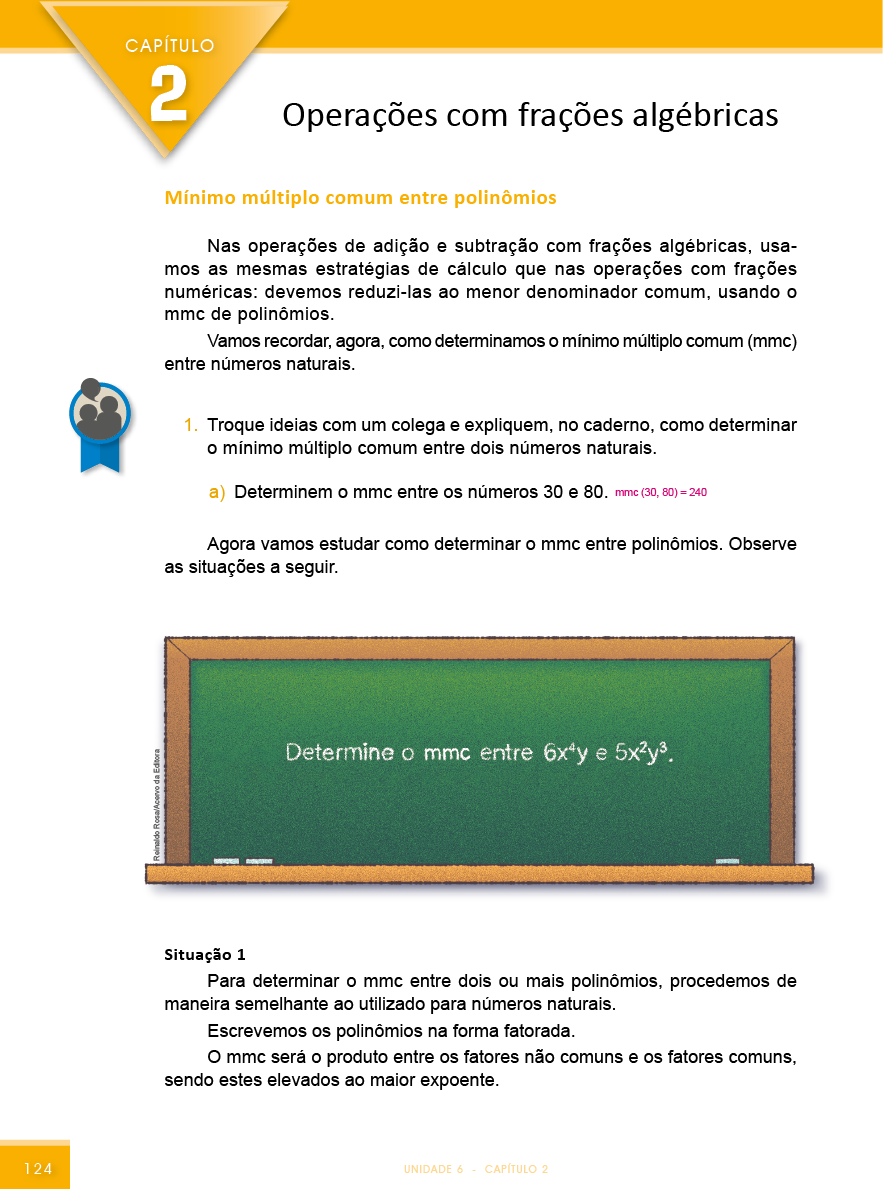 CAPÍTULO
2
Operações com frações algébricas
Mínimo múltiplo comum entre polinômios
Nas operações de adição e subtração com frações algébricas, usa-
mos as mesmas estratégias de cálculo que nas operações com frações
numéricas: devemos reduzi-las ao menor denominador comum, usando o
mmc de polinômios.
Vamos recordar, agora, como determinamos o mínimo múltiplo comum (mmc)
entre números naturais.
1. Troque ideias com um colega e expliquem, no caderno, como determinar
o mínimo múltiplo comum entre dois números naturais.
a) Determinem o mmc entre os números 30 e 80. mmc (30, 80) = 240
Agora vamos estudar como determinar o mmc entre polinômios. Observe
as situações a seguir.
Determine o mmc entre 6x⁴y e 5x²y³.
Reinaldo Rosa/Acervo da Editora
Situação 1
Para determinar o mmc entre dois ou mais polinômios, procedemos de
maneira semelhante ao utilizado para números naturais.
Escrevemos os polinômios na forma fatorada.
O mmc será o produto entre os fatores não comuns e os fatores comuns,
sendo estes elevados ao maior expoente.
124
UNIDADE 6 - CAPÍTULO 2